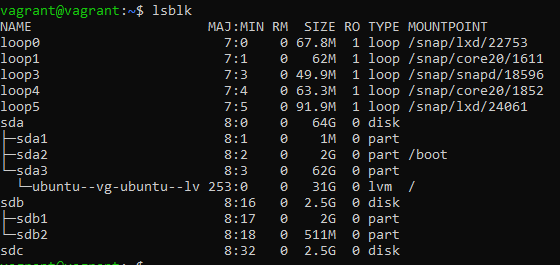 vagrant@vagrant:~$ lsblk
NAME                      MAJ:MIN RM  SIZE RO TYPE MOUNTPOINT
loop0                       7:0    0 67.8M  1 loop /snap/lxd/22753
loop1                       7:1    0   62M  1 loop /snap/core20/1611
loop3                       7:3    0 49.9M  1 loop /snap/snapd/18596
loop4                       7:4    0 63.3M  1 loop /snap/core20/1852
loop5                       7:5    0 91.9M  1 loop /snap/lxd/24061
sda                         8:0    0   64G  0 disk
├─sda1                      8:1    0    1M  0 part
├─sda2                      8:2    0    2G  0 part /boot
└─sda3                      8:3    0   62G  0 part
  └─ubuntu--vg-ubuntu--lv 253:0    0   31G  0 lvm  /
sdb                         8:16   0  2.5G  0 disk
├─sdb1                      8:17   0    2G  0 part
└─sdb2                      8:18   0  511M  0 part
sdc                         8:32   0  2.5G  0 disk
vagrant@vagrant:~$